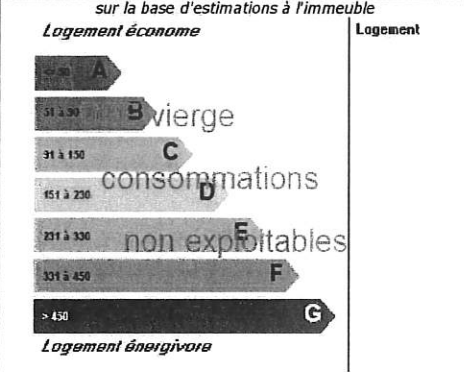 sur la base d'estimations à l'immeuble
Logement économe
Logement
A
51 à 90 B vierge
91 à 150 C
consommations
151 à 230 D
231 à 330 E
non exploitables
331 à 450 F
> 450 G
Logement énergivore